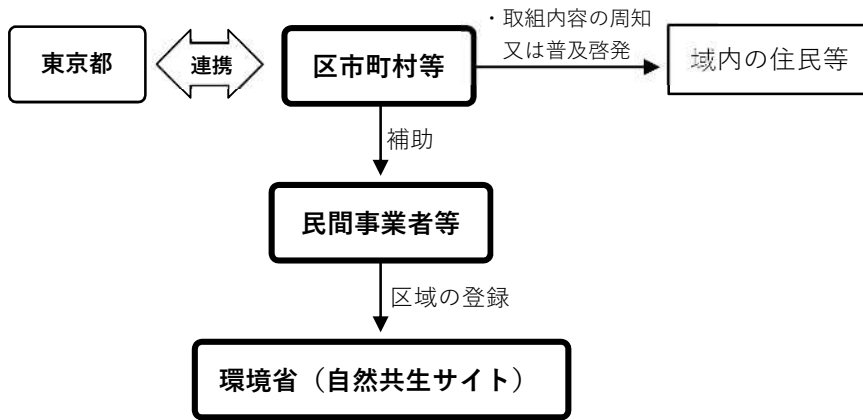 ・取組内容の周知
又は普及啓発
東京都
連携
区市町村等
域内の住民等
補助
民間事業者等
区域の登録
環境省（自然共生サイト）